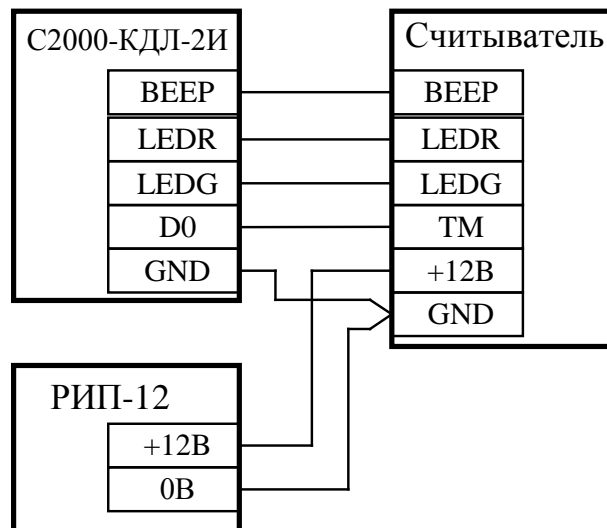 С2000-КДЛ-2И
BEEP
LEDR
LEDG
D0
GND
Считыватель
BEEP
LEDR
LEDG
TM
+12В
GND
РИП-12
+12В
0В